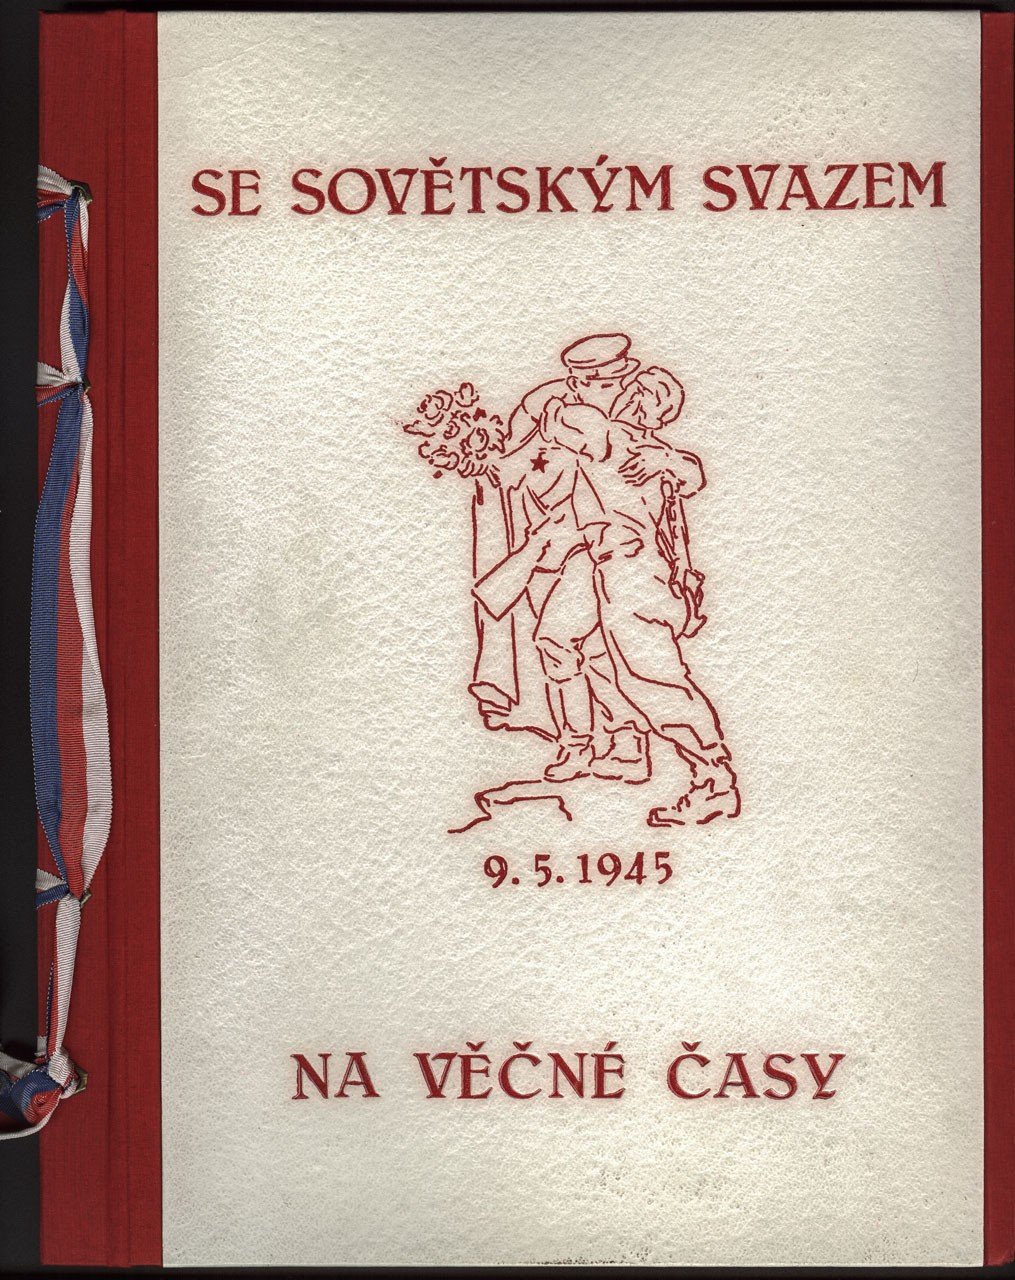 SE SOVĚTSKÝM SVAZEM
9. 5. 1945
NA VĚČNÉ ČASY